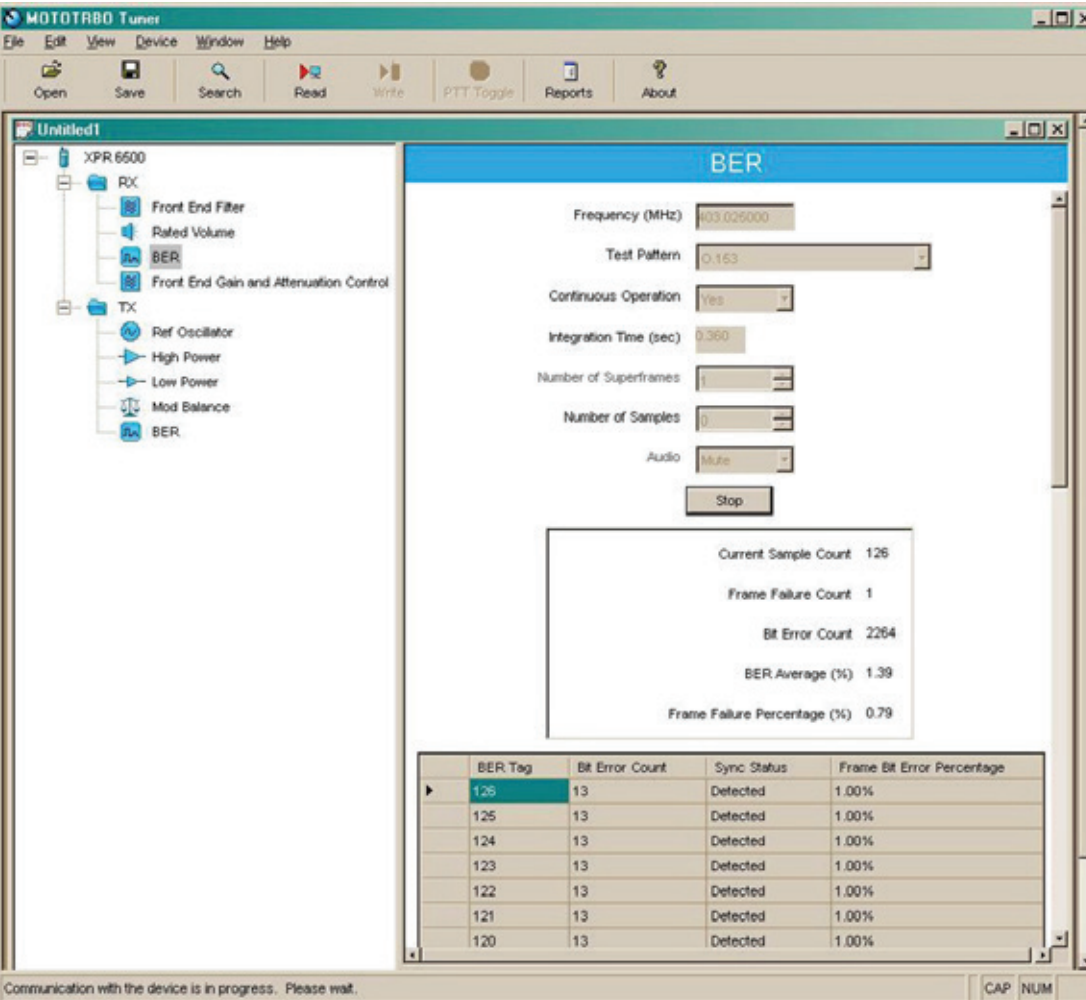 MOTOTRBO Tuner
File Edit View Device Window Help
Open Save Search Read Write PTT Toggle Reports About
Untitled1
XPR 6500
RX
Front End Filter
Rated Volume
BER
Front End Gain and Attenuation Control
TX
Ref Oscillator
High Power
Low Power
Mod Balance
BER
BER
Frequency (MHz) 403.025000
Test Pattern O.153
Continuous Operation Yes
Integration Time (sec) 0.360
Number of Superframes 1
Number of Samples 0
Audio Mute
Stop
Current Sample Count 126
Frame Failure Count 1
Bit Error Count 2264
BER Average (%) 1.39
Frame Failure Percentage (%) 0.79
BER Tag Bit Error Count Sync Status Frame Bit Error Percentage
126 13 Detected 1.00%
125 13 Detected 1.00%
124 13 Detected 1.00%
123 13 Detected 1.00%
122 13 Detected 1.00%
121 13 Detected 1.00%
120 13 Detected 1.00%
Communication with the device is in progress. Please wait. CAP NUM